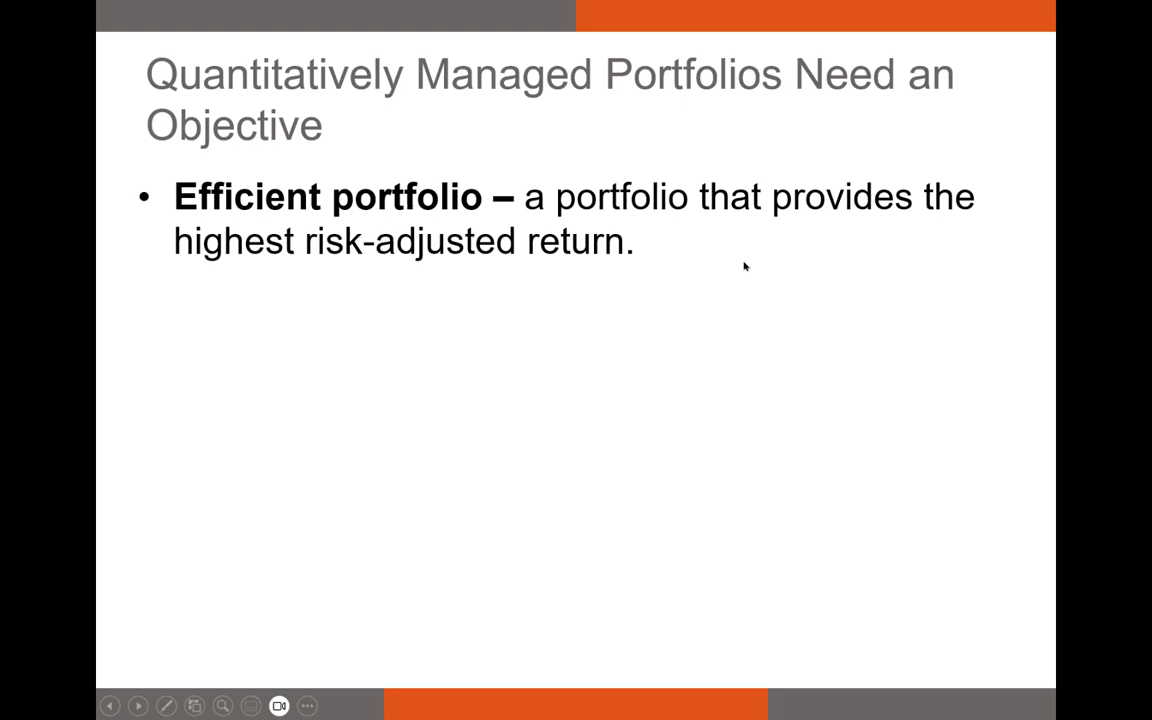 Quantitatively Managed Portfolios Need an
Objective
• Efficient portfolio – a portfolio that provides the
highest risk-adjusted return.